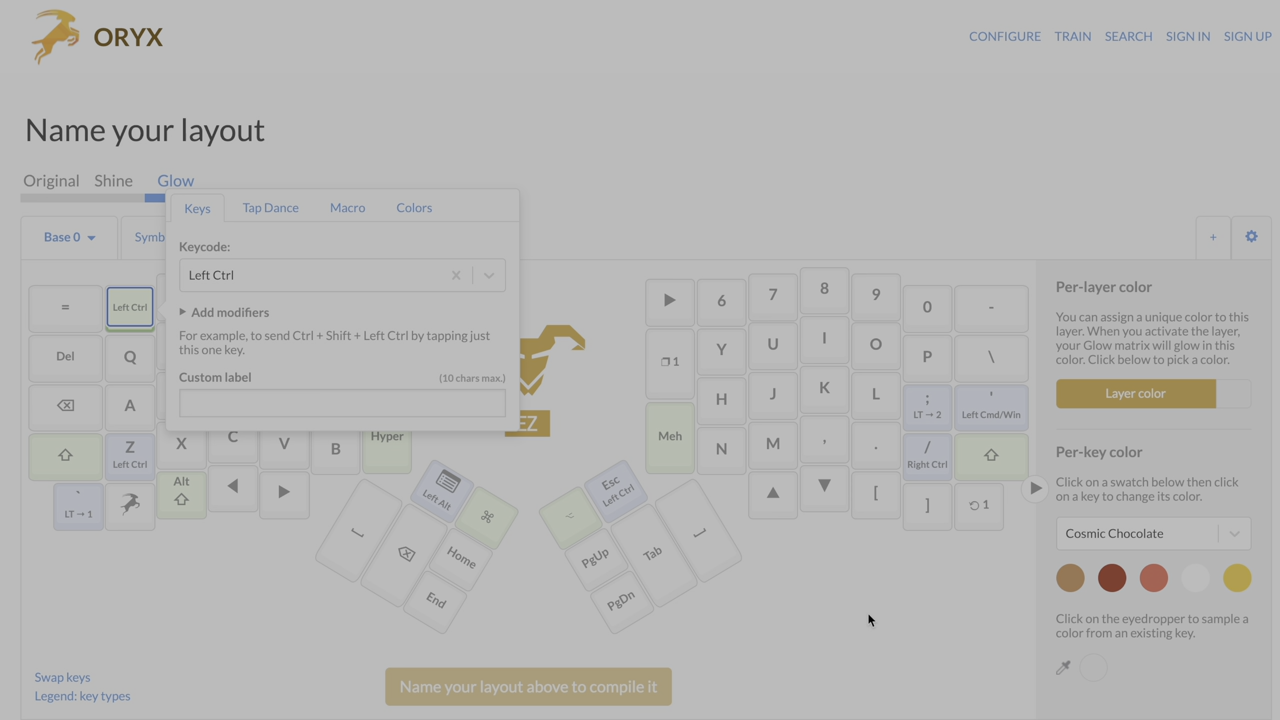 ORYX
CONFIGURE TRAIN SEARCH SIGN IN SIGN UP
Name your layout
Original Shine Glow
Keys Tap Dance Macro Colors
Base 0 Symb
+
Keycode:
Left Ctrl
Add modifiers
For example, to send Ctrl + Shift + Left Ctrl by tapping just
this one key.
Custom label (10 chars max.)
= Left Ctrl
Del Q
A
Z
Left Ctrl
X C V B Hyper
`
LT → 1
Alt
Left Alt
⌘
Home
End
EZ
6 7 8 9 0 -
1 Y U I O P \
H J K L ;
LT → 2
'
Left Cmd/Win
Meh N M , . /
Right Ctrl
[ ] 1
Esc
Left Ctrl
PgUp
Tab
PgDn
Per-layer color
You can assign a unique color to this
layer. When you activate the layer,
your Glow matrix will glow in this
color. Click below to pick a color.
Layer color
Per-key color
Click on a swatch below then click
on a key to change its color.
Cosmic Chocolate
Click on the eyedropper to sample a
color from an existing key.
Swap keys
Legend: key types
Name your layout above to compile it